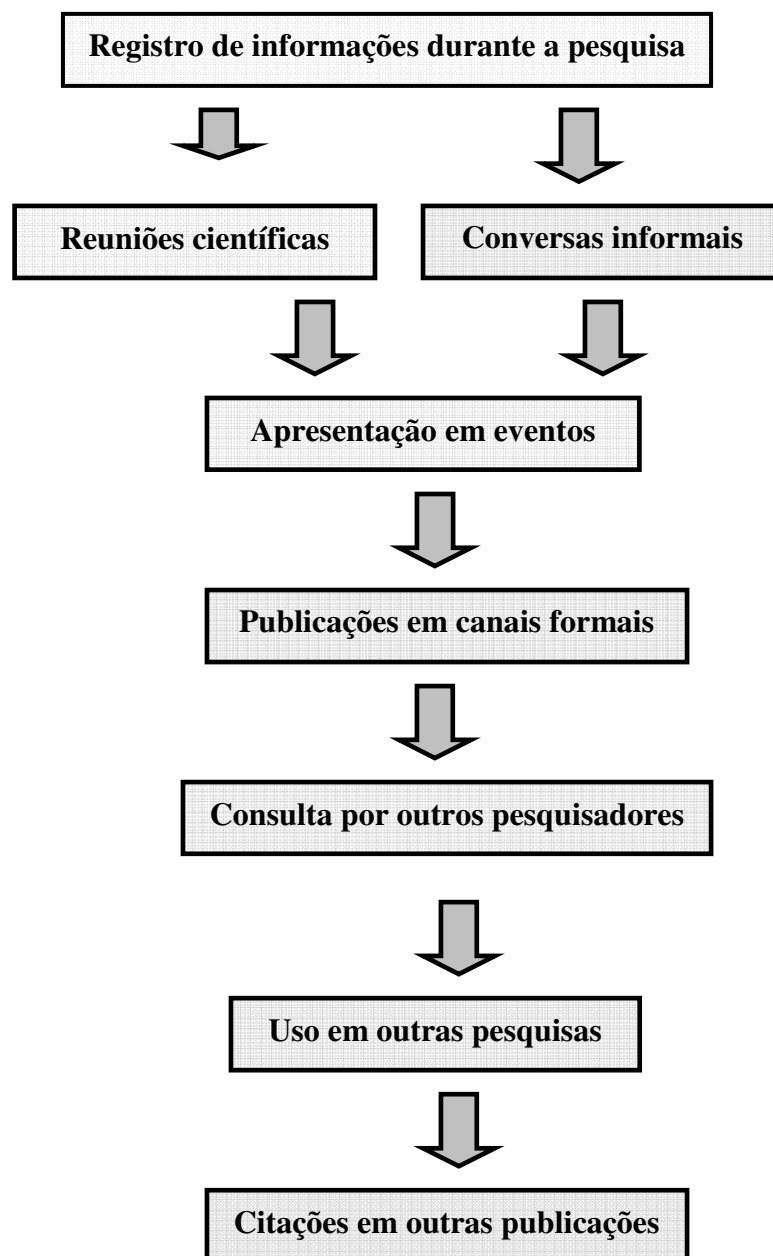 Registro de informações durante a pesquisa
Reuniões científicas
Conversas informais
Apresentação em eventos
Publicações em canais formais
Consulta por outros pesquisadores
Uso em outras pesquisas
Citações em outras publicações